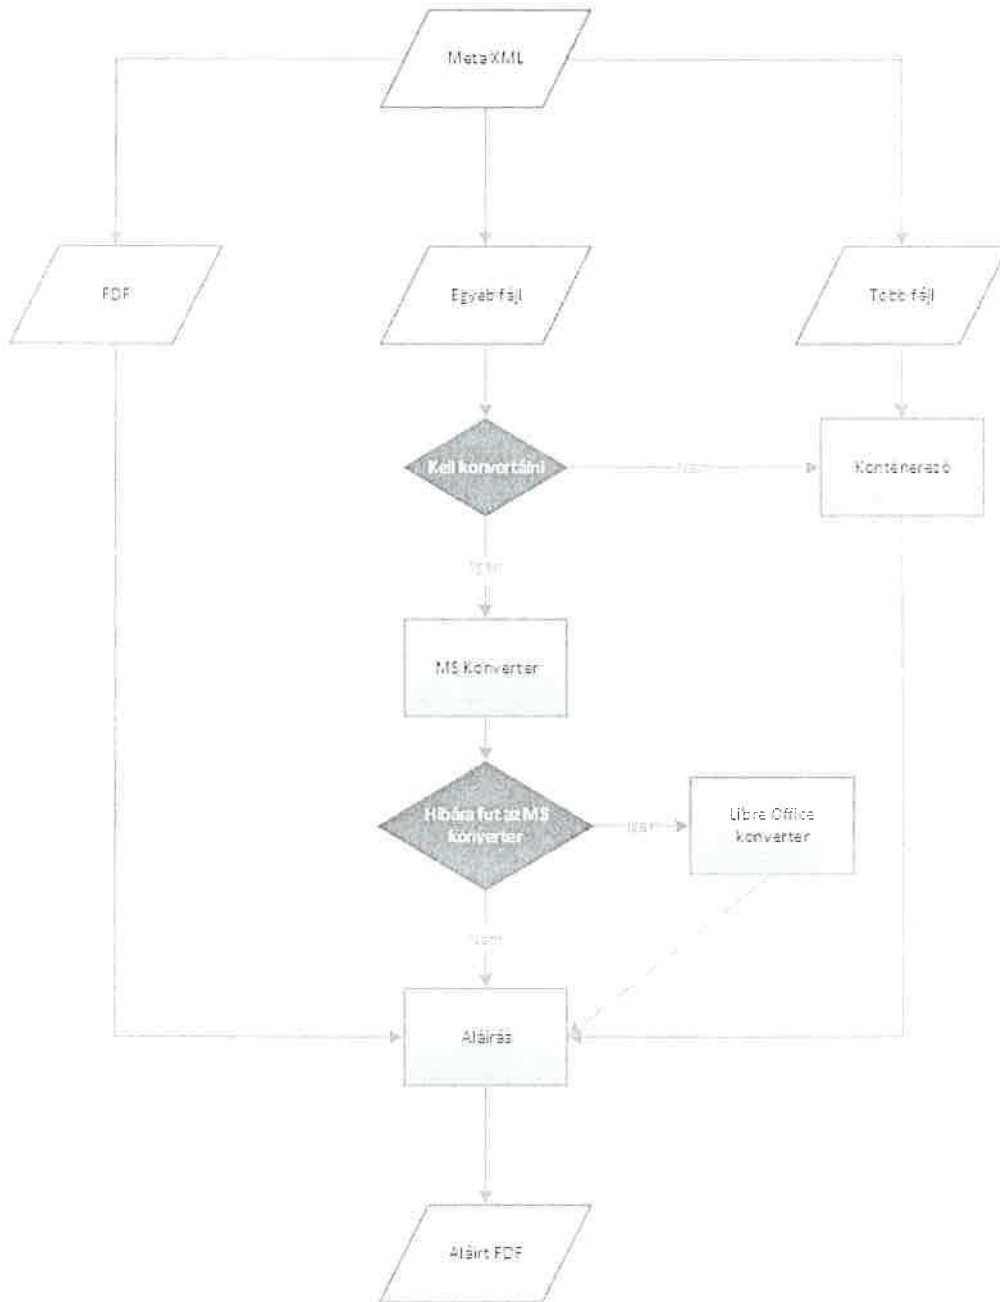 Meta XML
PDF
Egyéb fájl
Több fájl
Kell konvertálni
Nem
Konténerező
Igen
MS Konverter
Hibára fut az MS
konverter
Igen
Libre Office
konverter
Nem
Aláírás
Aláírt PDF